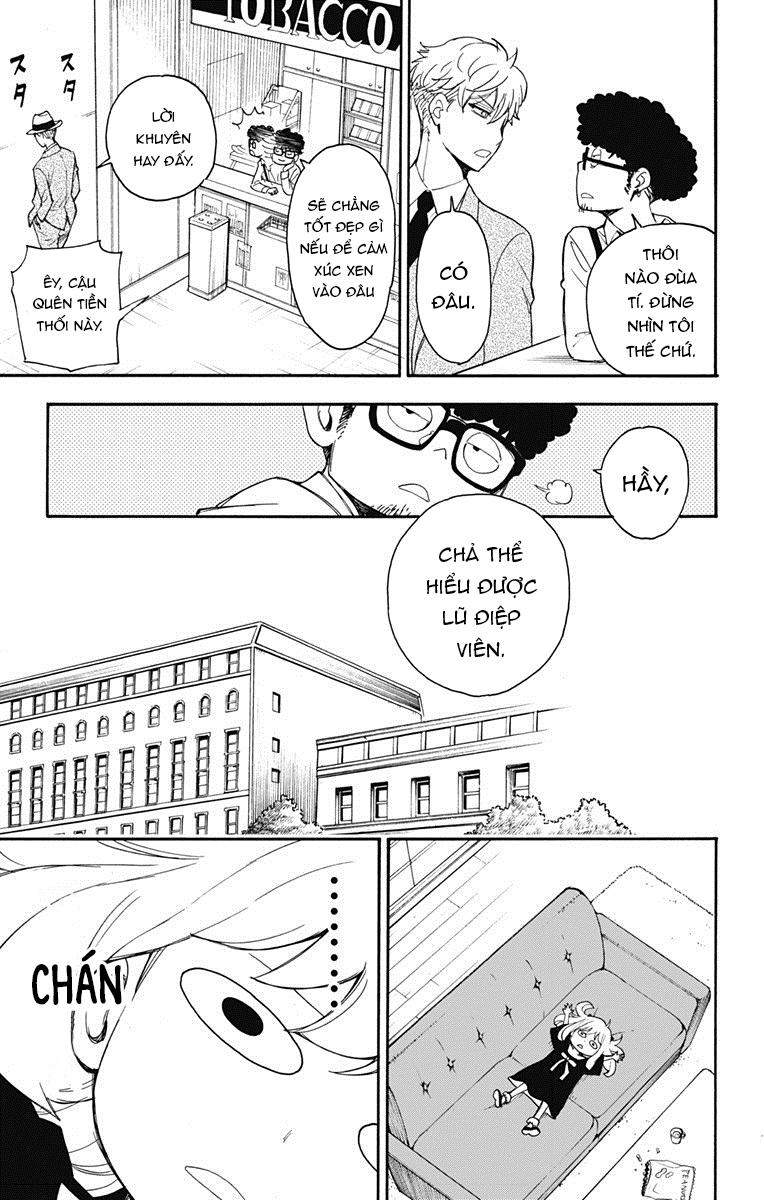 THÔI
NÀO ĐÙA
TÍ. ĐỪNG
NHÌN TÔI
THẾ CHỨ.
CÓ
ĐÂU.
TOBACCO
SẼ CHẲNG
TỐT ĐẸP GÌ
NẾU ĐỂ CẢM
XÚC XEN
VÀO ĐÂU
LỜI
KHUYÊN
HAY ĐẤY.
スタ
スタ
ÊY, CẬU
QUÊN TIỀN
THỐI NÀY.
HẦY,
CHẢ THỂ
HIỂU ĐƯỢC
LŨ ĐIỆP
VIÊN.
CHÁN
PEANUTS